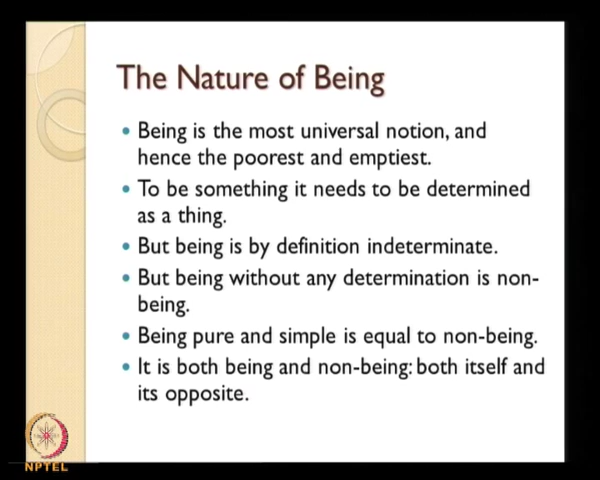 The Nature of Being
• Being is the most universal notion, and
hence the poorest and emptiest.
• To be something it needs to be determined
as a thing.
• But being is by definition indeterminate.
• But being without any determination is non-
being.
• Being pure and simple is equal to non-being.
• It is both being and non-being: both itself and
its opposite.
NPTEL